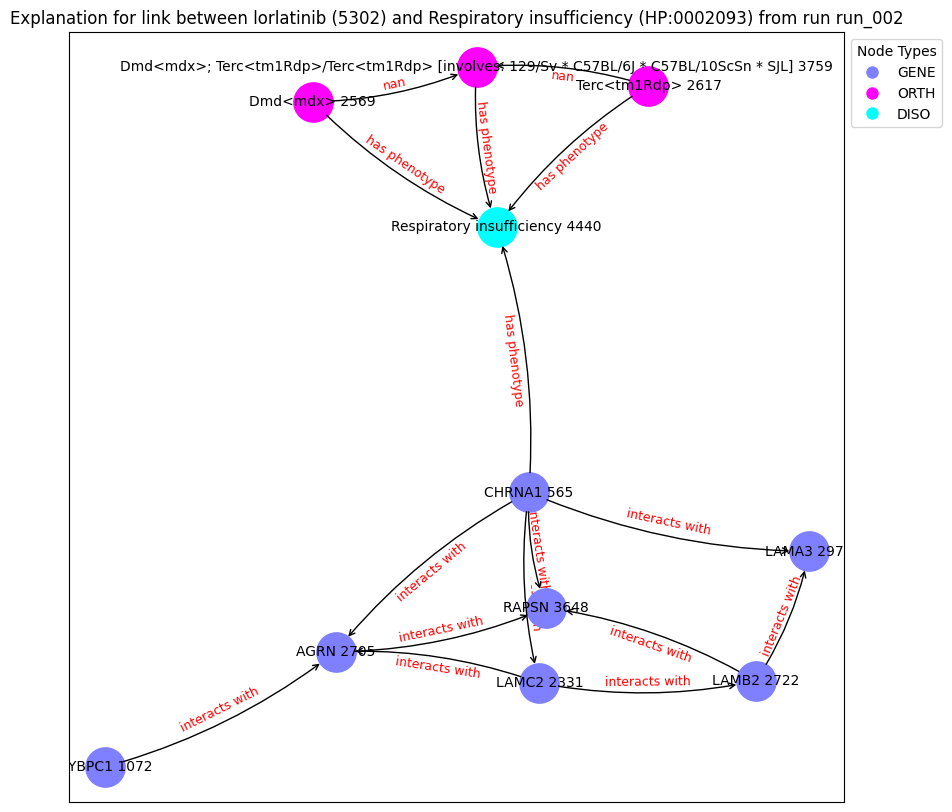 Explanation for link between lorlatinib (5302) and Respiratory insufficiency (HP:0002093) from run run_002
Node Types
GENE
ORTH
DISO
Dmd<mdx>; Terc<tm1Rdp>/Terc<tm1Rdp> [involves: 129/Sv * C57BL/6J * C57BL/10ScSn * SJL] 3759
nan
nan
Dmd<mdx> 2569
Terc<tm1Rdp> 2617
has phenotype
has phenotype
has phenotype
Respiratory insufficiency 4440
has phenotype
CHRNA1 565
interacts with
interacts with
interacts with
LAMA3 297
RAPSN 3648
interacts with
interacts with
interacts with
AGRN 2705
interacts with
LAMC2 2331
interacts with
LAMB2 2722
interacts with
YBPC1 1072